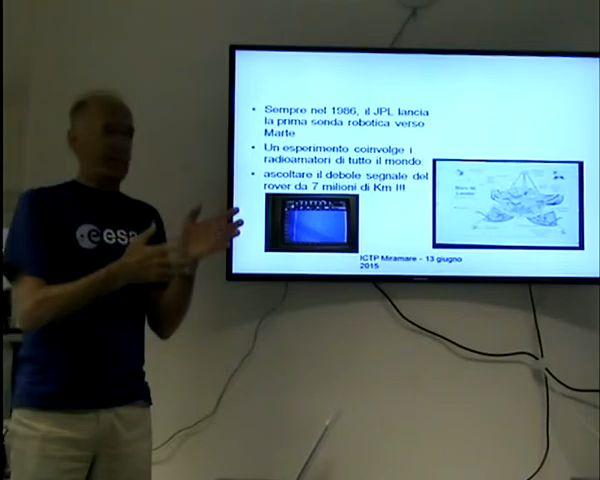 • Sempre nel 1986, il JPL lancia
la prima sonda robotica verso
Marte
• Un esperimento coinvolge i
radioamatori di tutto il mondo:
• ascoltare il debole segnale del
rover da 7 milioni di Km !!!
ICTP Miramare - 13 giugno
2015
esa